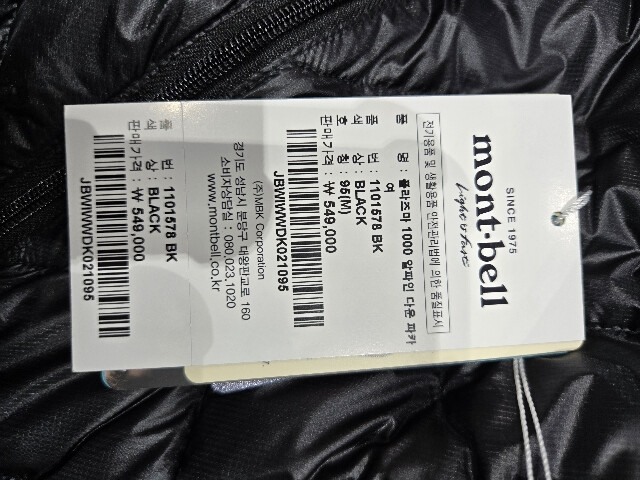 SINCE 1975
mont·bell
Light & Fast
전기용품 및 생활용품 안전관리법에 의한 품질표시
품 명 : 플라즈마 1000 알파인 다운 파카
여
품 번 : 1101578 BK
색 상 : BLACK
호 칭 : 95(M)
판매가격 : ₩ 549,000
JBWIWWDK021095
(주)MBK Corporation
경기도 성남시 분당구 대왕판교로 160
소비자상담실 : 080.023.1020
www.montbell.co.kr
품 번 : 1101578 BK
색 상 : BLACK
판매가격 : ₩ 549,000
JBWIWWDK021095